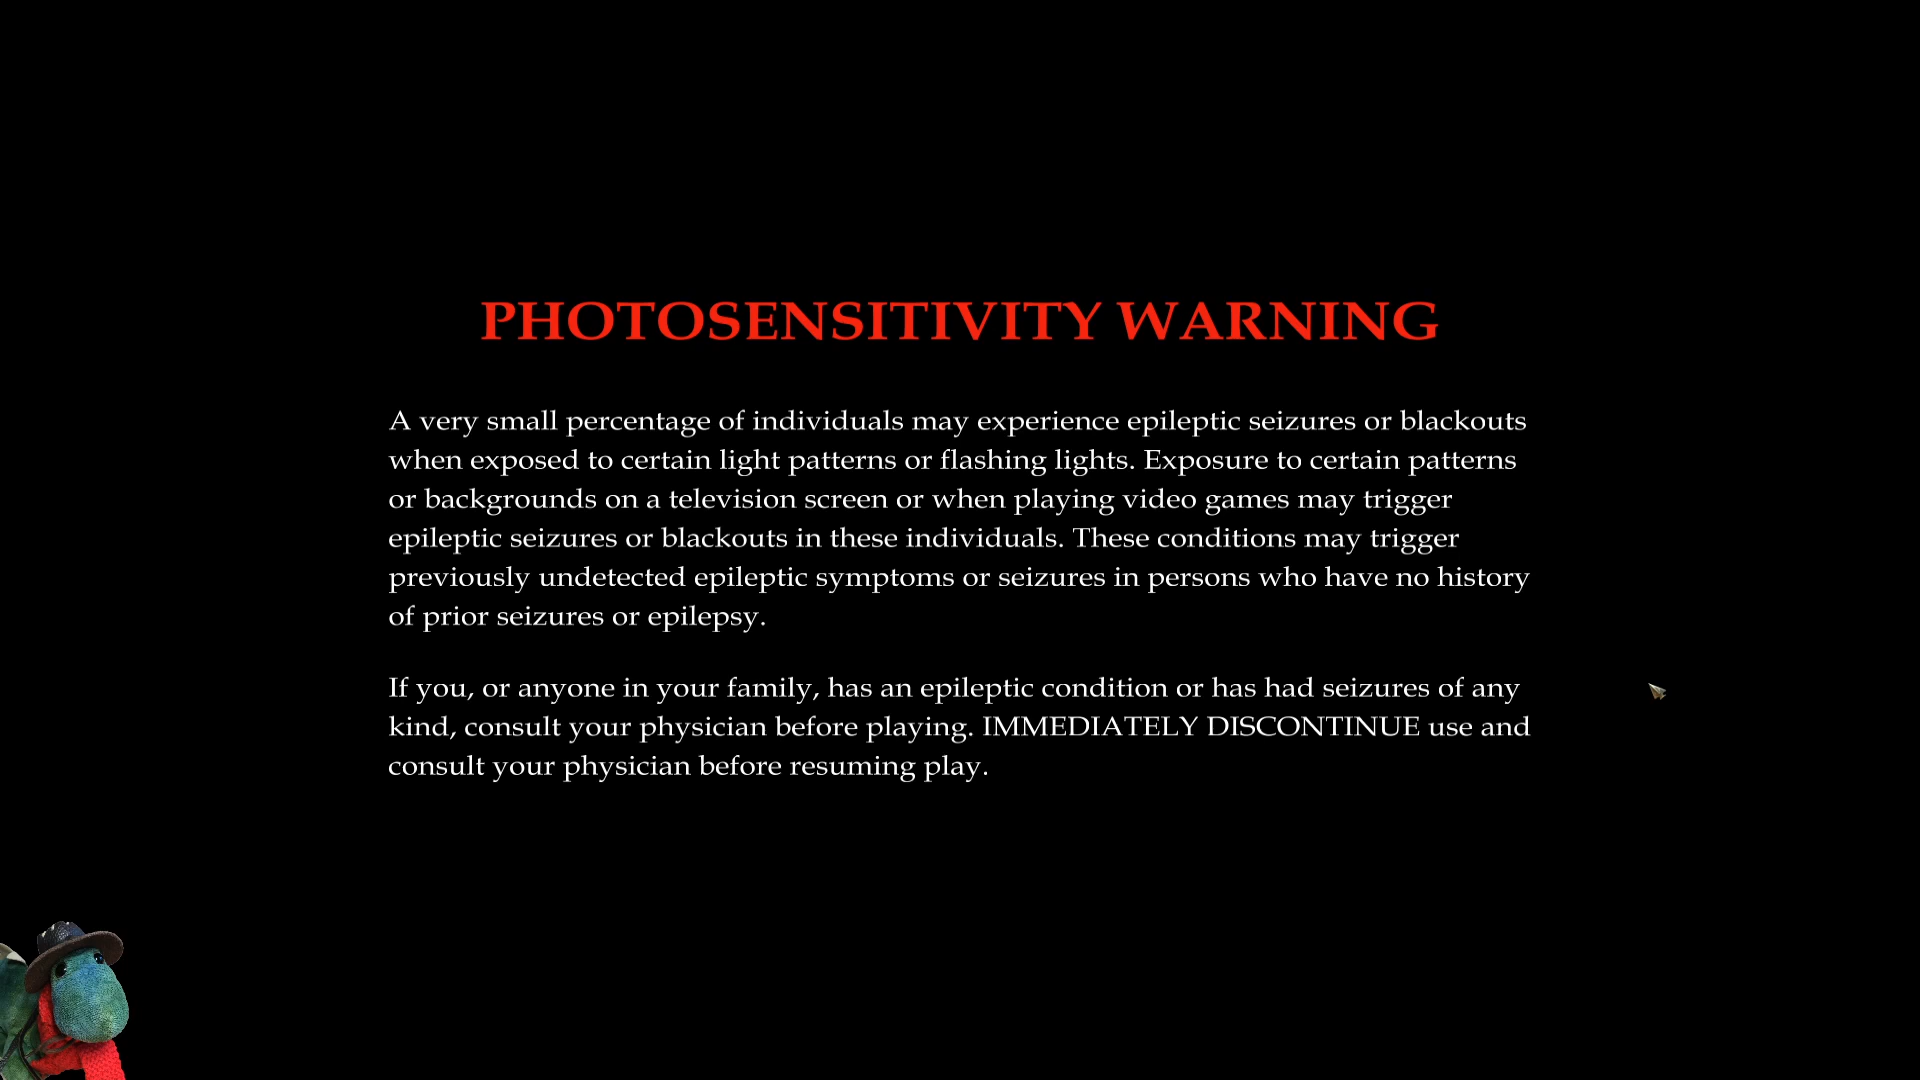 PHOTOSENSITIVITY WARNING
A very small percentage of individuals may experience epileptic seizures or blackouts
when exposed to certain light patterns or flashing lights. Exposure to certain patterns
or backgrounds on a television screen or when playing video games may trigger
epileptic seizures or blackouts in these individuals. These conditions may trigger
previously undetected epileptic symptoms or seizures in persons who have no history
of prior seizures or epilepsy.
If you, or anyone in your family, has an epileptic condition or has had seizures of any
kind, consult your physician before playing. IMMEDIATELY DISCONTINUE use and
consult your physician before resuming play.